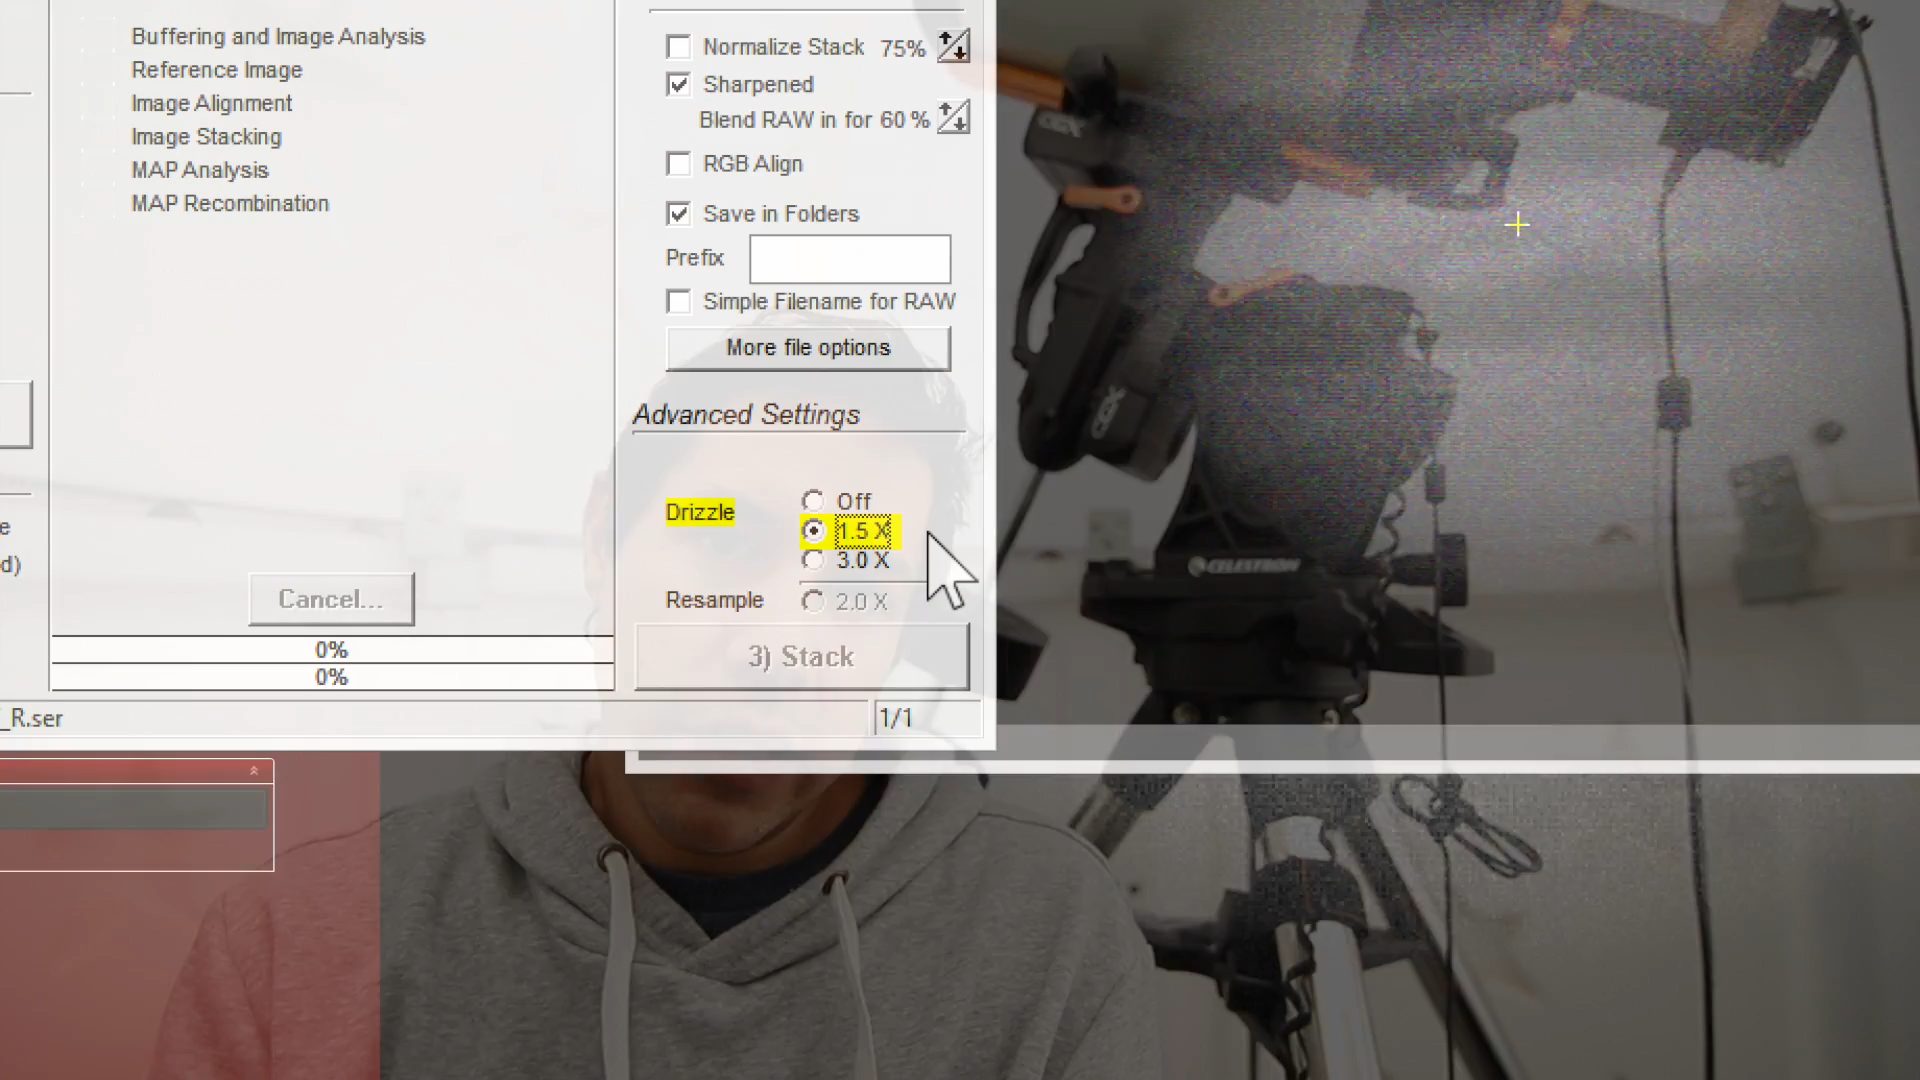 Buffering and Image Analysis
Reference Image
Image Alignment
Image Stacking
MAP Analysis
MAP Recombination
Cancel...
0%
0%
_R.ser
1/1
e
d)
Normalize Stack 75%
Sharpened
Blend RAW in for 60 %
RGB Align
Save in Folders
Prefix
Simple Filename for RAW
More file options
Advanced Settings
Drizzle
Off
1.5 X
3.0 X
Resample
2.0 X
3) Stack
CGX
CGX
CELESTRON